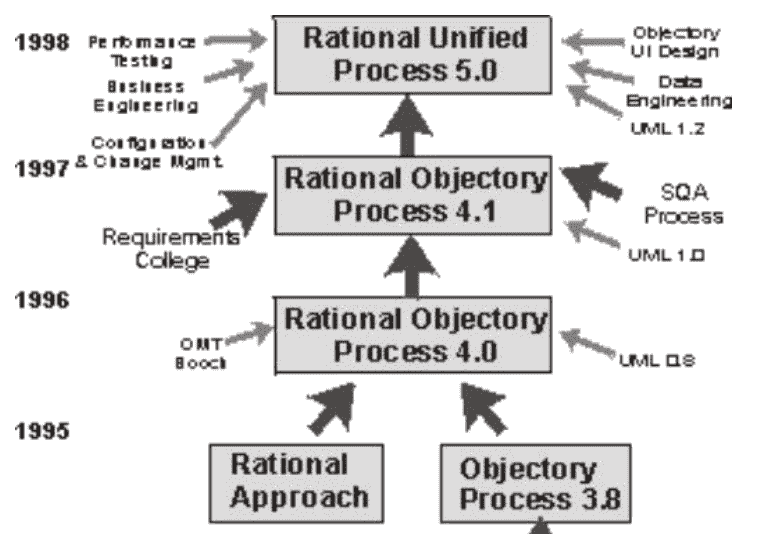 1998
Performance
Testing
Business
Engineering
Configuration
& Change Mgmt.
Rational Unified
Process 5.0
Objectory
UI Design
Data
Engineering
UML 1.2
1997
Requirements
College
Rational Objectory
Process 4.1
SQA
Process
UML 1.0
1996
OMT
Booch
Rational Objectory
Process 4.0
UML 0.8
1995
Rational
Approach
Objectory
Process 3.8